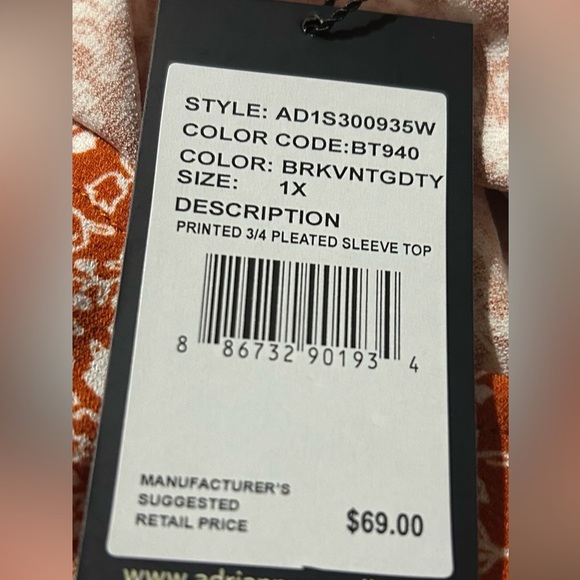 STYLE: AD1S300935W
COLOR CODE:BT940
COLOR: BRKVNTGDTY
SIZE: 1X
DESCRIPTION
PRINTED 3/4 PLEATED SLEEVE TOP
8 86732 90193 4
MANUFACTURER'S
SUGGESTED
RETAIL PRICE
$69.00